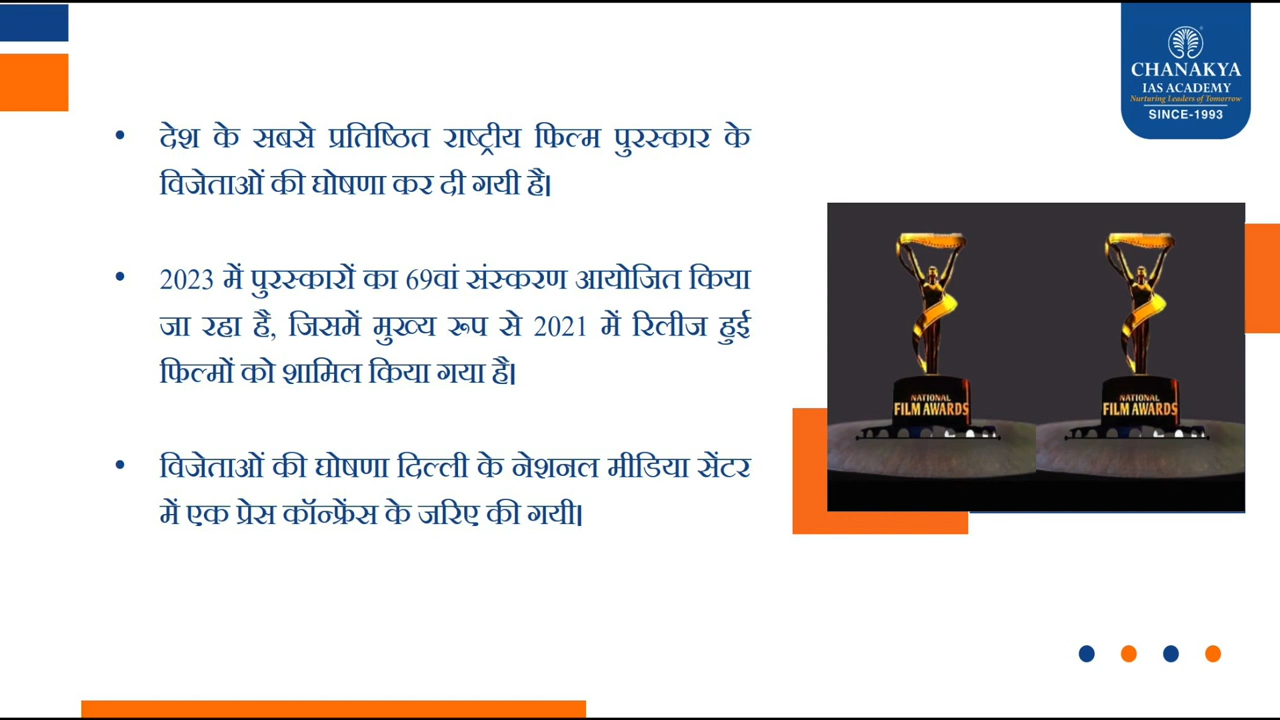 CHANAKYA
IAS ACADEMY
Nurturing Leaders of Tomorrow
SINCE-1993
• देश के सबसे प्रतिष्ठित राष्ट्रीय फिल्म पुरस्कार के
विजेताओं की घोषणा कर दी गयी है।
• 2023 में पुरस्कारों का 69वां संस्करण आयोजित किया
जा रहा है, जिसमें मुख्य रूप से 2021 में रिलीज हुई
फिल्मों को शामिल किया गया है।
• विजेताओं की घोषणा दिल्ली के नेशनल मीडिया सेंटर
में एक प्रेस कॉन्फ्रेंस के जरिए की गयी।
NATIONAL
FILM AWARDS
NATIONAL
FILM AWARDS